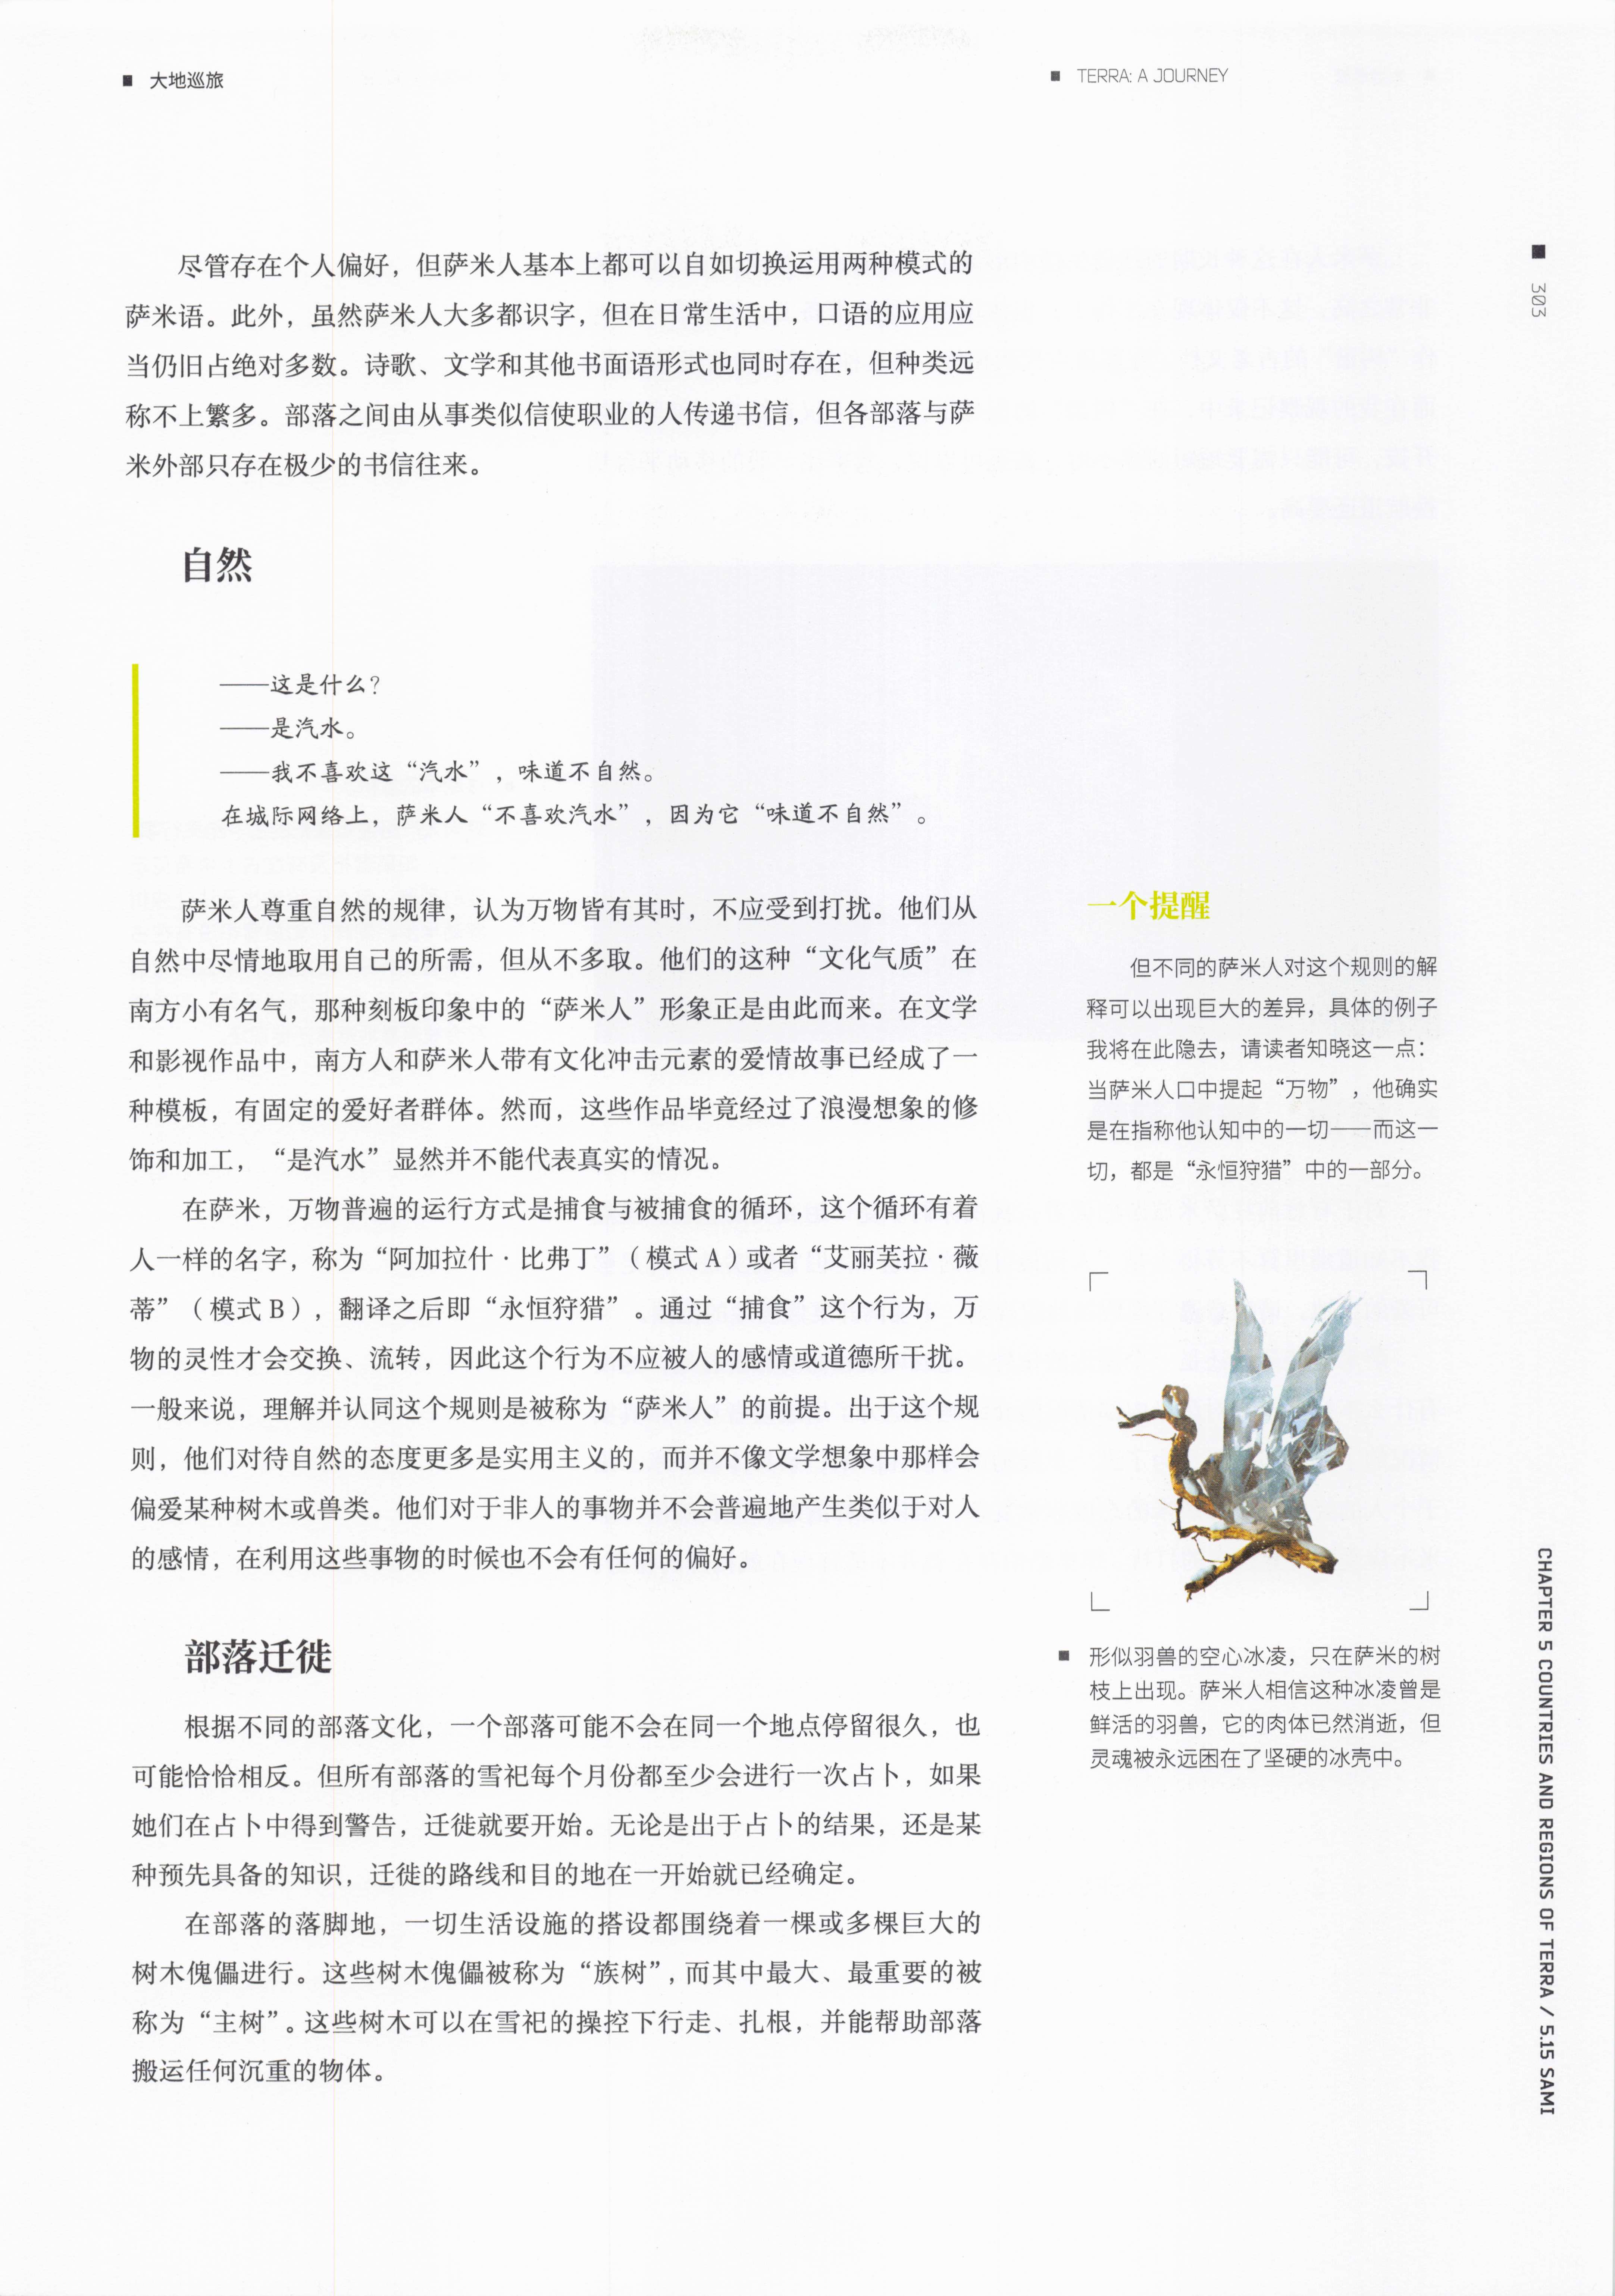 大地巡旅
TERRA: A JOURNEY
303
尽管存在个人偏好，但萨米人基本上都可以自如切换运用两种模式的
萨米语。此外，虽然萨米人大多都识字，但在日常生活中，口语的应用应
当仍旧占绝对多数。诗歌、文学和其他书面语形式也同时存在，但种类远
称不上繁多。部落之间由从事类似信使职业的人传递书信，但各部落与萨
米外部只存在极少的书信往来。
自然
——这是什么？
——是汽水。
——我不喜欢这“汽水”，味道不自然。
在城际网络上，萨米人“不喜欢汽水”，因为它“味道不自然”。
萨米人尊重自然的规律，认为万物皆有其时，不应受到打扰。他们从
自然中尽情地取用自己的所需，但从不多取。他们的这种“文化气质”在
南方小有名气，那种刻板印象中的“萨米人”形象正是由此而来。在文学
和影视作品中，南方人和萨米人带有文化冲击元素的爱情故事已经成了一
种模板，有固定的爱好者群体。然而，这些作品毕竟经过了浪漫想象的修
饰和加工，“是汽水”显然并不能代表真实的情况。
在萨米，万物普遍的运行方式是捕食与被捕食的循环，这个循环有着
人一样的名字，称为“阿加拉什·比弗丁”（模式 A）或者“艾丽芙拉·薇
蒂”（模式 B），翻译之后即“永恒狩猎”。通过“捕食”这个行为，万
物的灵性才会交换、流转，因此这个行为不应被人的感情或道德所干扰。
一般来说，理解并认同这个规则是被称为“萨米人”的前提。出于这个规
则，他们对待自然的态度更多是实用主义的，而并不像文学想象中那样会
偏爱某种树木或兽类。他们对于非人的事物并不会普遍地产生类似于对人
的感情，在利用这些事物的时候也不会有任何的偏好。
部落迁徙
根据不同的部落文化，一个部落可能不会在同一个地点停留很久，也
可能恰恰相反。但所有部落的雪祀每个月份都至少会进行一次占卜，如果
她们在占卜中得到警告，迁徙就要开始。无论是出于占卜的结果，还是某
种预先具备的知识，迁徙的路线和目的地在一开始就已经确定。
在部落的落脚地，一切生活设施的搭设都围绕着一棵或多棵巨大的
树木傀儡进行。这些树木傀儡被称为“族树”，而其中最大、最重要的被
称为“主树”。这些树木可以在雪祀的操控下行走、扎根，并能帮助部落
搬运任何沉重的物体。
一个提醒
但不同的萨米人对这个规则的解
释可以出现巨大的差异，具体的例子
我将在此隐去，请读者知晓这一点：
当萨米人口中提起“万物”，他确实
是在指称他认知中的一切——而这一
切，都是“永恒狩猎”中的一部分。
形似羽兽的空心冰凌，只在萨米的树
枝上出现。萨米人相信这种冰凌曾是
鲜活的羽兽，它的肉体已然消逝，但
灵魂被永远困在了坚硬的冰壳中。
CHAPTER 5 COUNTRIES AND REGIONS OF TERRA / 5.15 SAMI